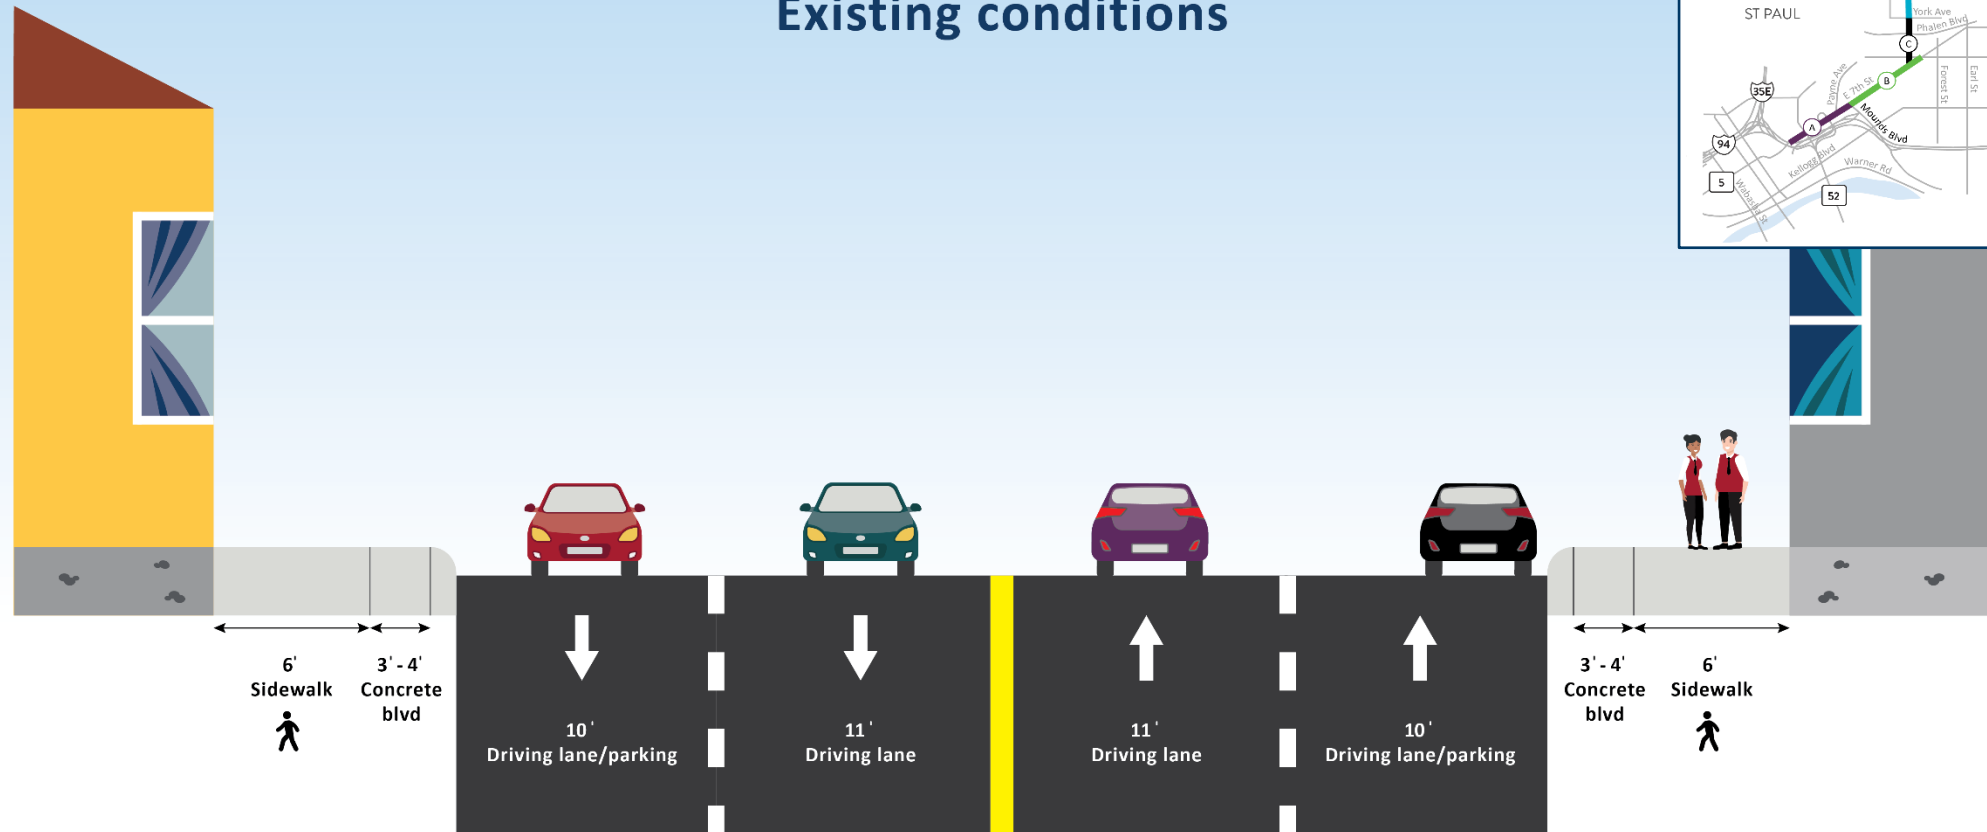 Existing conditions
ST PAUL
York Ave
Phalen Blvd
C
B
A
E 7th St
Payne Ave
Forest St
Earl St
35E
Mounds Blvd
94
Kellogg Blvd
Warner Rd
5
52
6'
Sidewalk
3' - 4'
Concrete
blvd
10'
Driving lane/parking
11'
Driving lane
11'
Driving lane
10'
Driving lane/parking
3' - 4'
Concrete
blvd
6'
Sidewalk